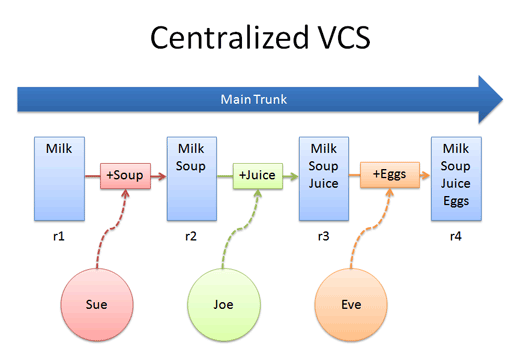 Centralized VCS
Main Trunk
Milk
+Soup
Milk
Soup
+Juice
Milk
Soup
Juice
+Eggs
Milk
Soup
Juice
Eggs
r1
r2
r3
r4
Sue
Joe
Eve